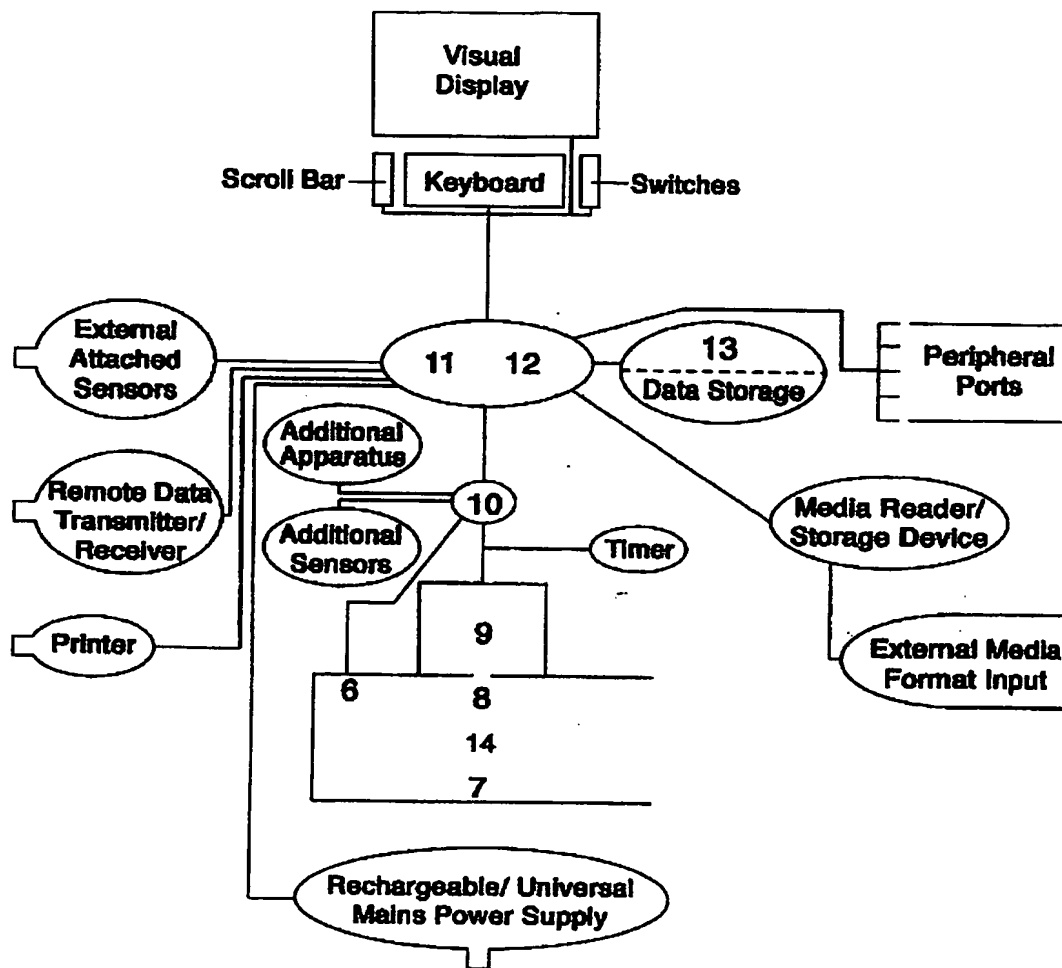 Visual
Display
Scroll Bar
Keyboard
Switches
External
Attached
Sensors
11 12
13
Data Storage
Peripheral
Ports
Additional
Apparatus
Remote Data
Transmitter/
Receiver
10
Additional
Sensors
Timer
Media Reader/
Storage Device
Printer
9
External Media
Format Input
6
8
14
7
Rechargeable/ Universal
Mains Power Supply